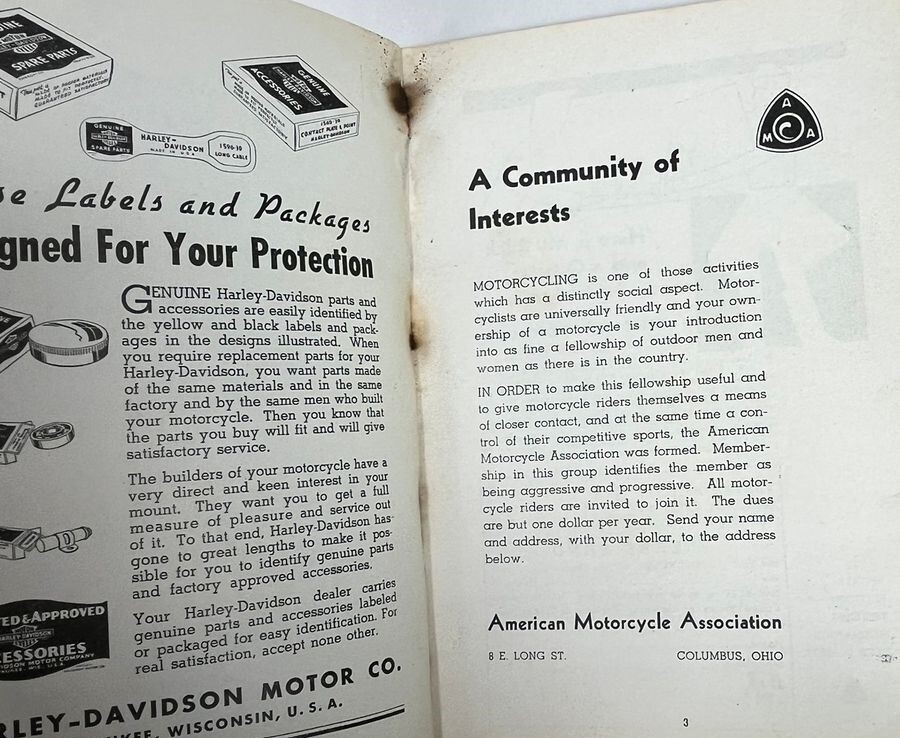 SPARE PARTS
GENUINE
ACCESSORIES
1565-36
CONTACT PLATE & POINT
HARLEY-DAVIDSON
GENUINE
SPARE PARTS
HARLEY-
DAVIDSON
MADE IN U S A
1596-30
LONG CABLE
Labels and Packages
For Your Protection
GENUINE Harley-Davidson parts and
accessories are easily identified by
the yellow and black labels and pack-
ages in the designs illustrated. When
you require replacement parts for your
Harley-Davidson, you want parts made
of the same materials and in the same
factory and by the same men who built
your motorcycle. Then you know that
the parts you buy will fit and will give
satisfactory service.
The builders of your motorcycle have a
very direct and keen interest in your
mount. They want you to get a full
measure of pleasure and service out
of it. To that end, Harley-Davidson has
gone to great lengths to make it pos-
sible for you to identify genuine parts
and factory approved accessories.
Your Harley-Davidson dealer carries
genuine parts and accessories labeled
or packaged for easy identification. For
real satisfaction, accept none other.
TED & APPROVED
HARLEY-DAVIDSON
ESSORIES
DSON MOTOR COMPANY
RLEY-DAVIDSON MOTOR CO.
KEE, WISCONSIN, U. S. A.
A
M C A
A Community of
Interests
MOTORCYCLING is one of those activities
which has a distinctly social aspect. Motor-
cyclists are universally friendly and your own-
ership of a motorcycle is your introduction
into as fine a fellowship of outdoor men and
women as there is in the country.
IN ORDER to make this fellowship useful and
to give motorcycle riders themselves a means
of closer contact, and at the same time a con-
trol of their competitive sports, the American
Motorcycle Association was formed. Member-
ship in this group identifies the member as
being aggressive and progressive. All motor-
cycle riders are invited to join it. The dues
are but one dollar per year. Send your name
and address, with your dollar, to the address
below.
American Motorcycle Association
8 E. LONG ST. COLUMBUS, OHIO
3